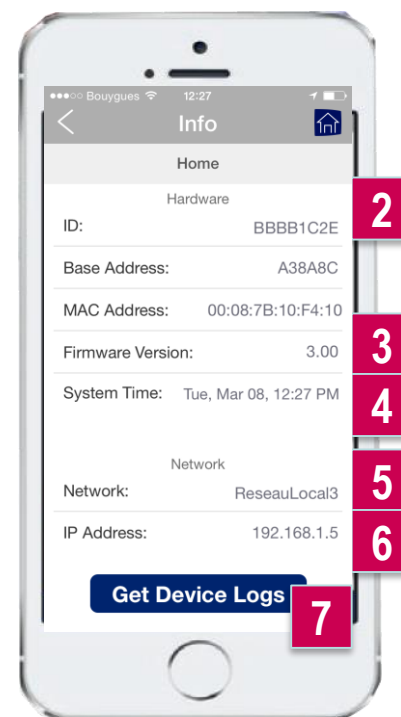 Bouygues 12:27
Info
Home
Hardware
2
ID: BBBB1C2E
Base Address: A38A8C
MAC Address: 00:08:7B:10:F4:10
Firmware Version: 3.00
3
System Time: Tue, Mar 08, 12:27 PM
4
Network
Network: ReseauLocal3
5
IP Address: 192.168.1.5
6
Get Device Logs
7